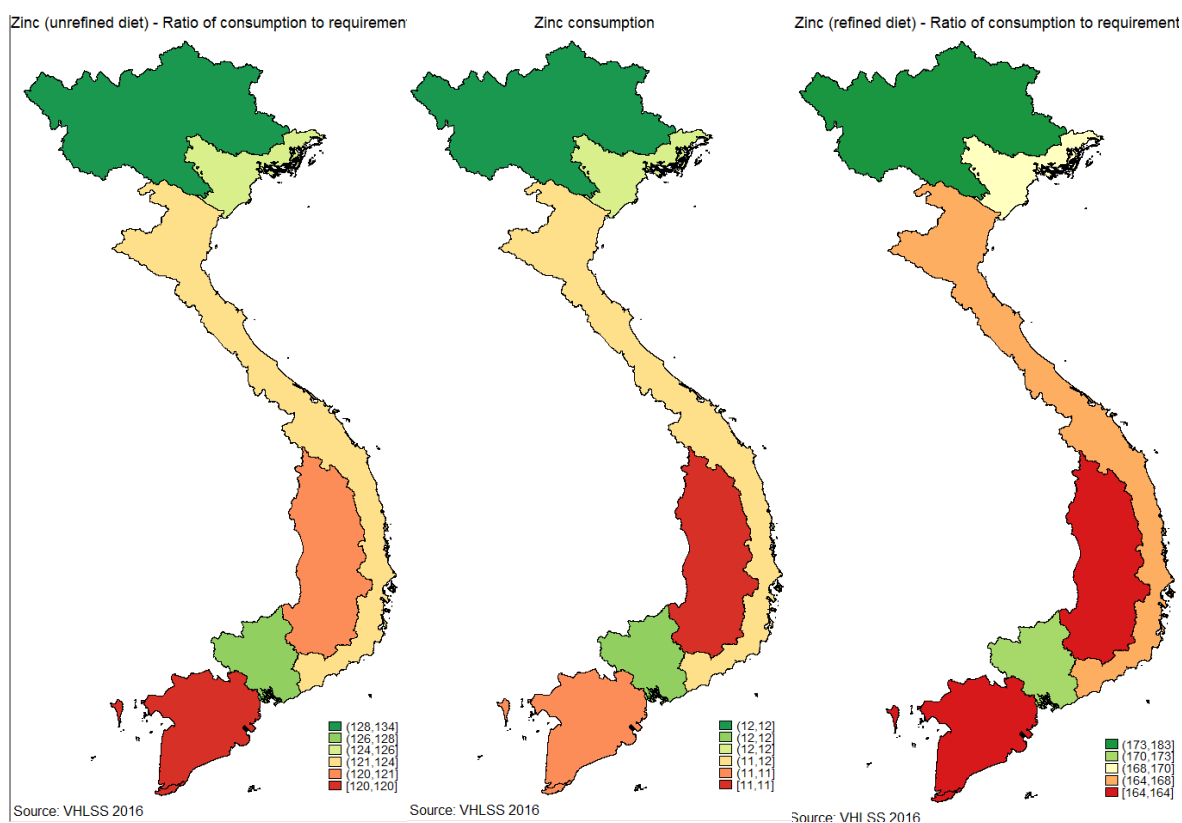 Zinc (unrefined diet) - Ratio of consumption to requirement
(128,134]
(126,128]
(124,126]
(121,124]
(120,121]
[120,120]
Source: VHLSS 2016
Zinc consumption
(12,12]
(12,12]
(12,12]
(11,12]
(11,11]
[11,11]
Source: VHLSS 2016
Zinc (refined diet) - Ratio of consumption to requirement
(173,183]
(170,173]
(168,170]
(164,168]
[164,164]
Source: VHLSS 2016